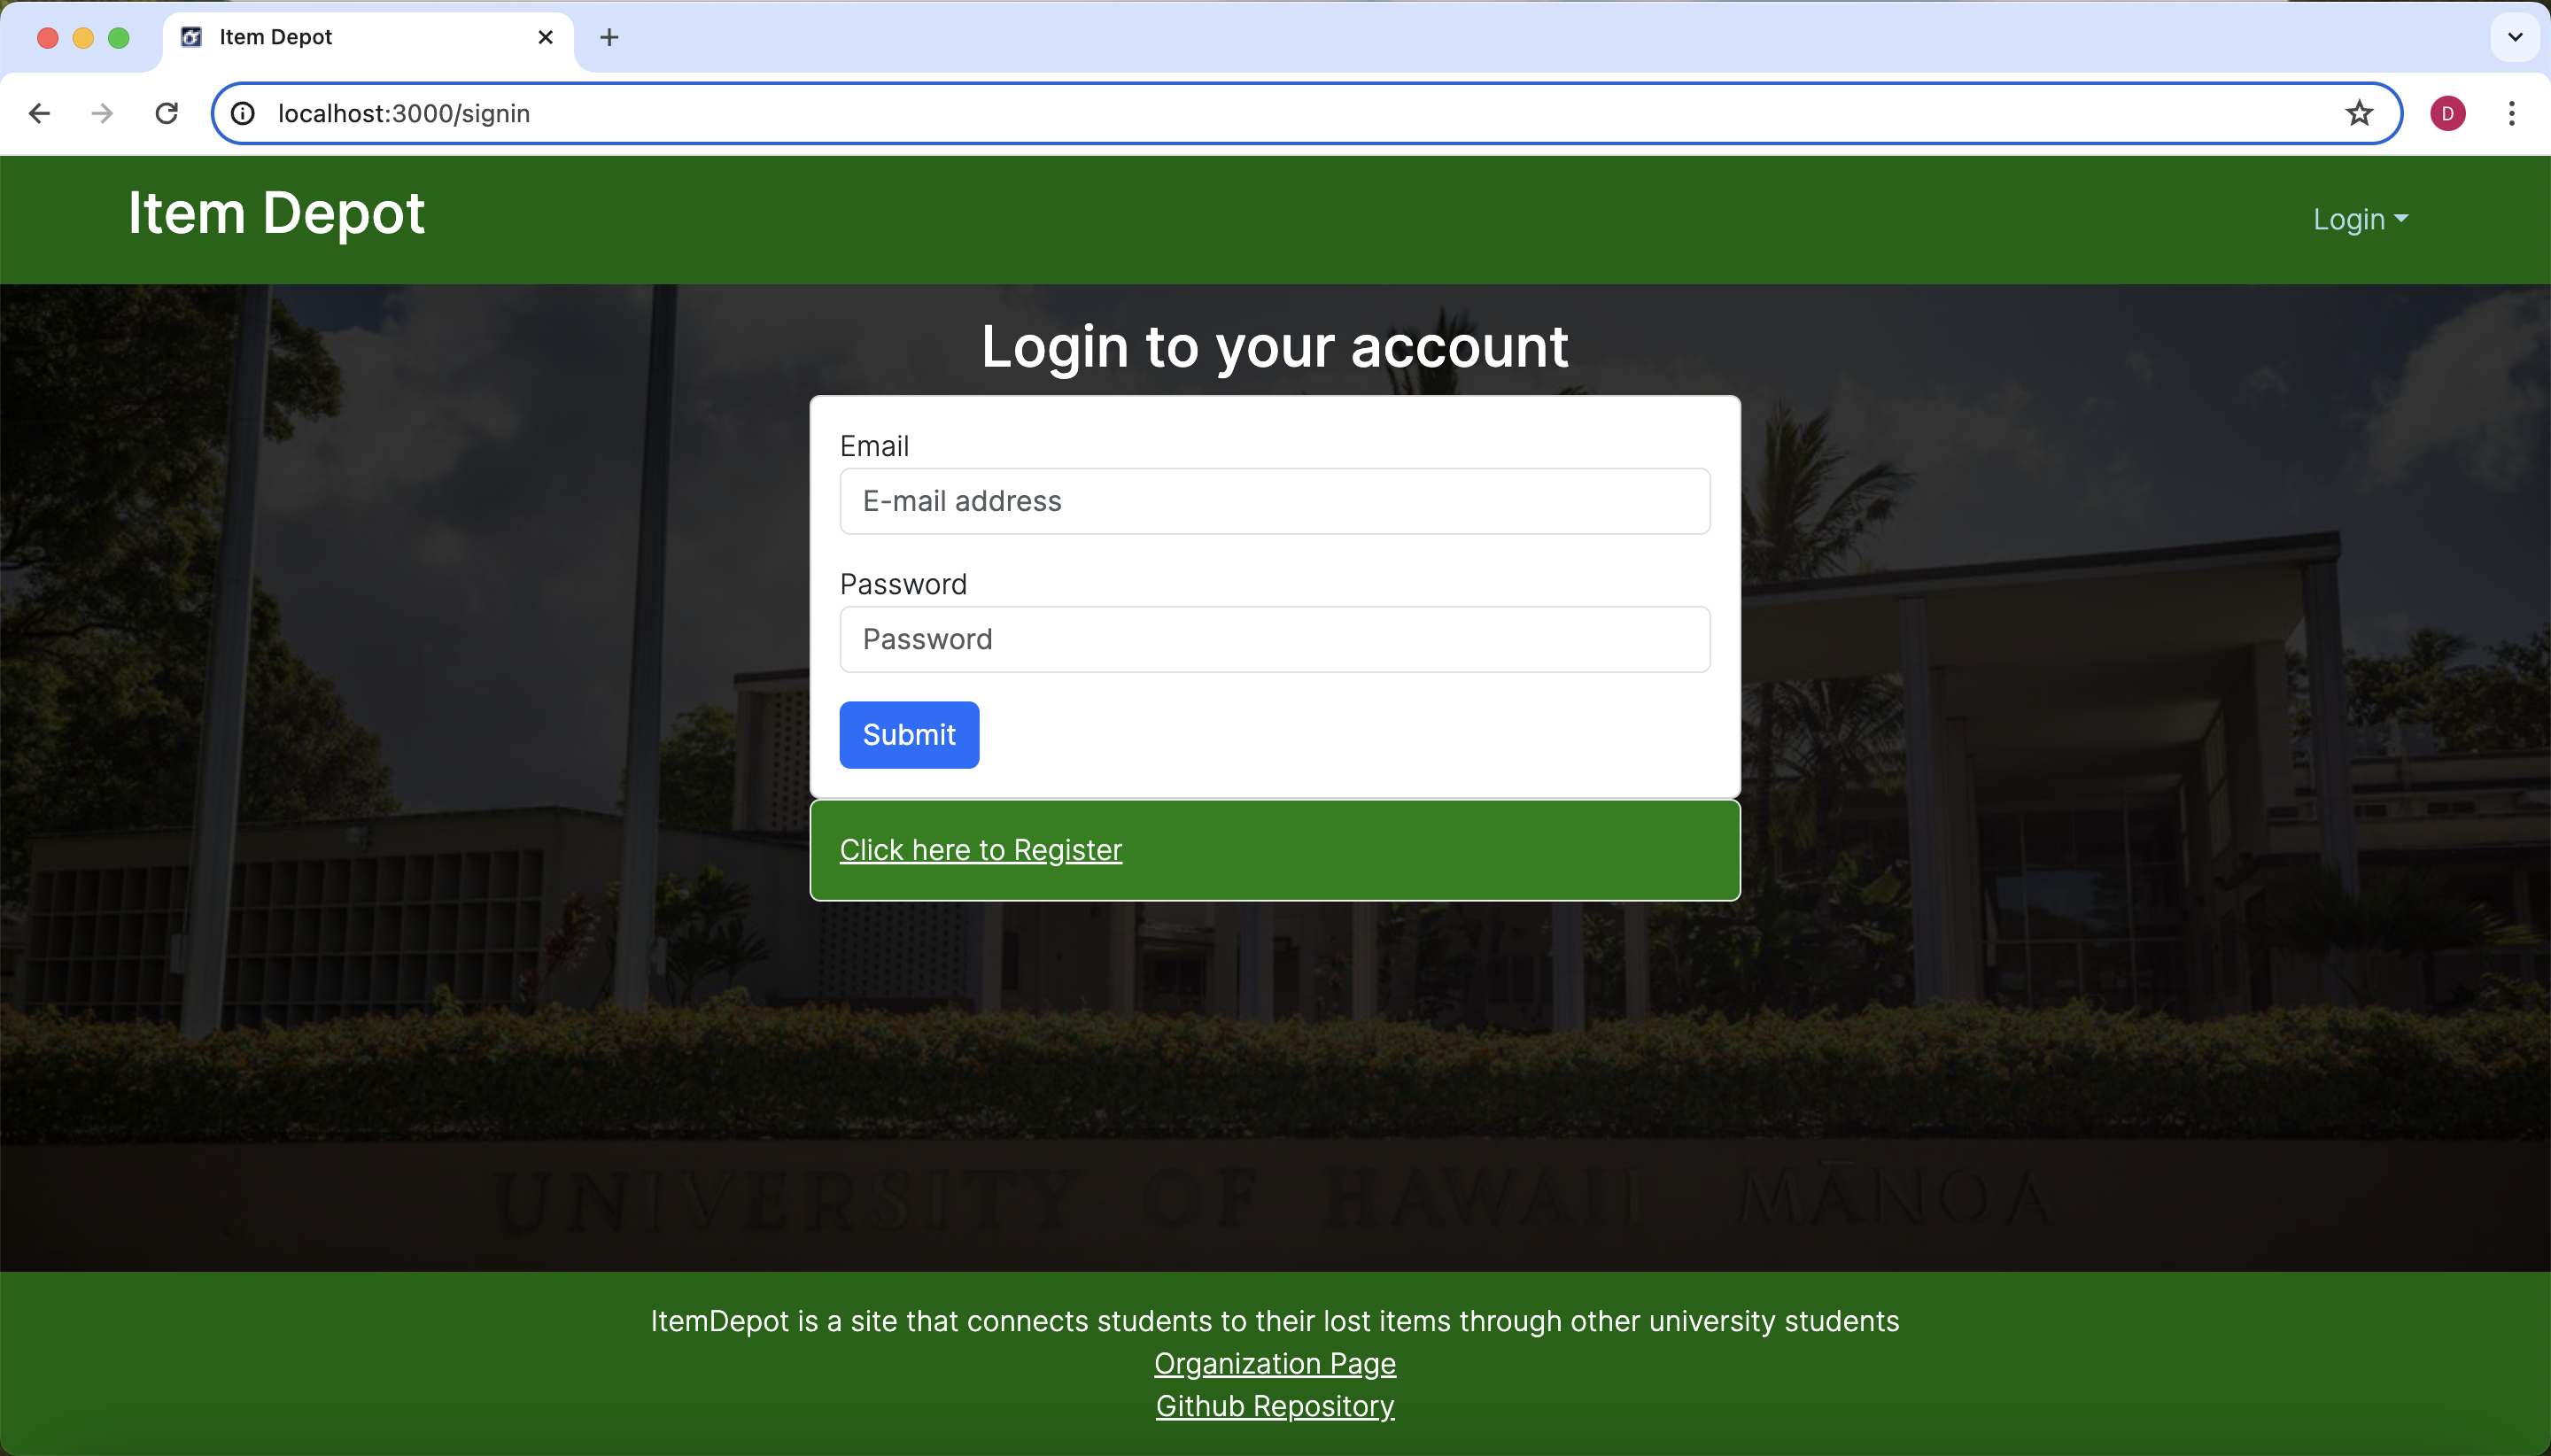 Item Depot
localhost:3000/signin
D
Item Depot
Login
Login to your account
Email
E-mail address
Password
Password
Submit
Click here to Register
UNIVERSITY OF HAWAII MĀNOA
ItemDepot is a site that connects students to their lost items through other university students
Organization Page
Github Repository